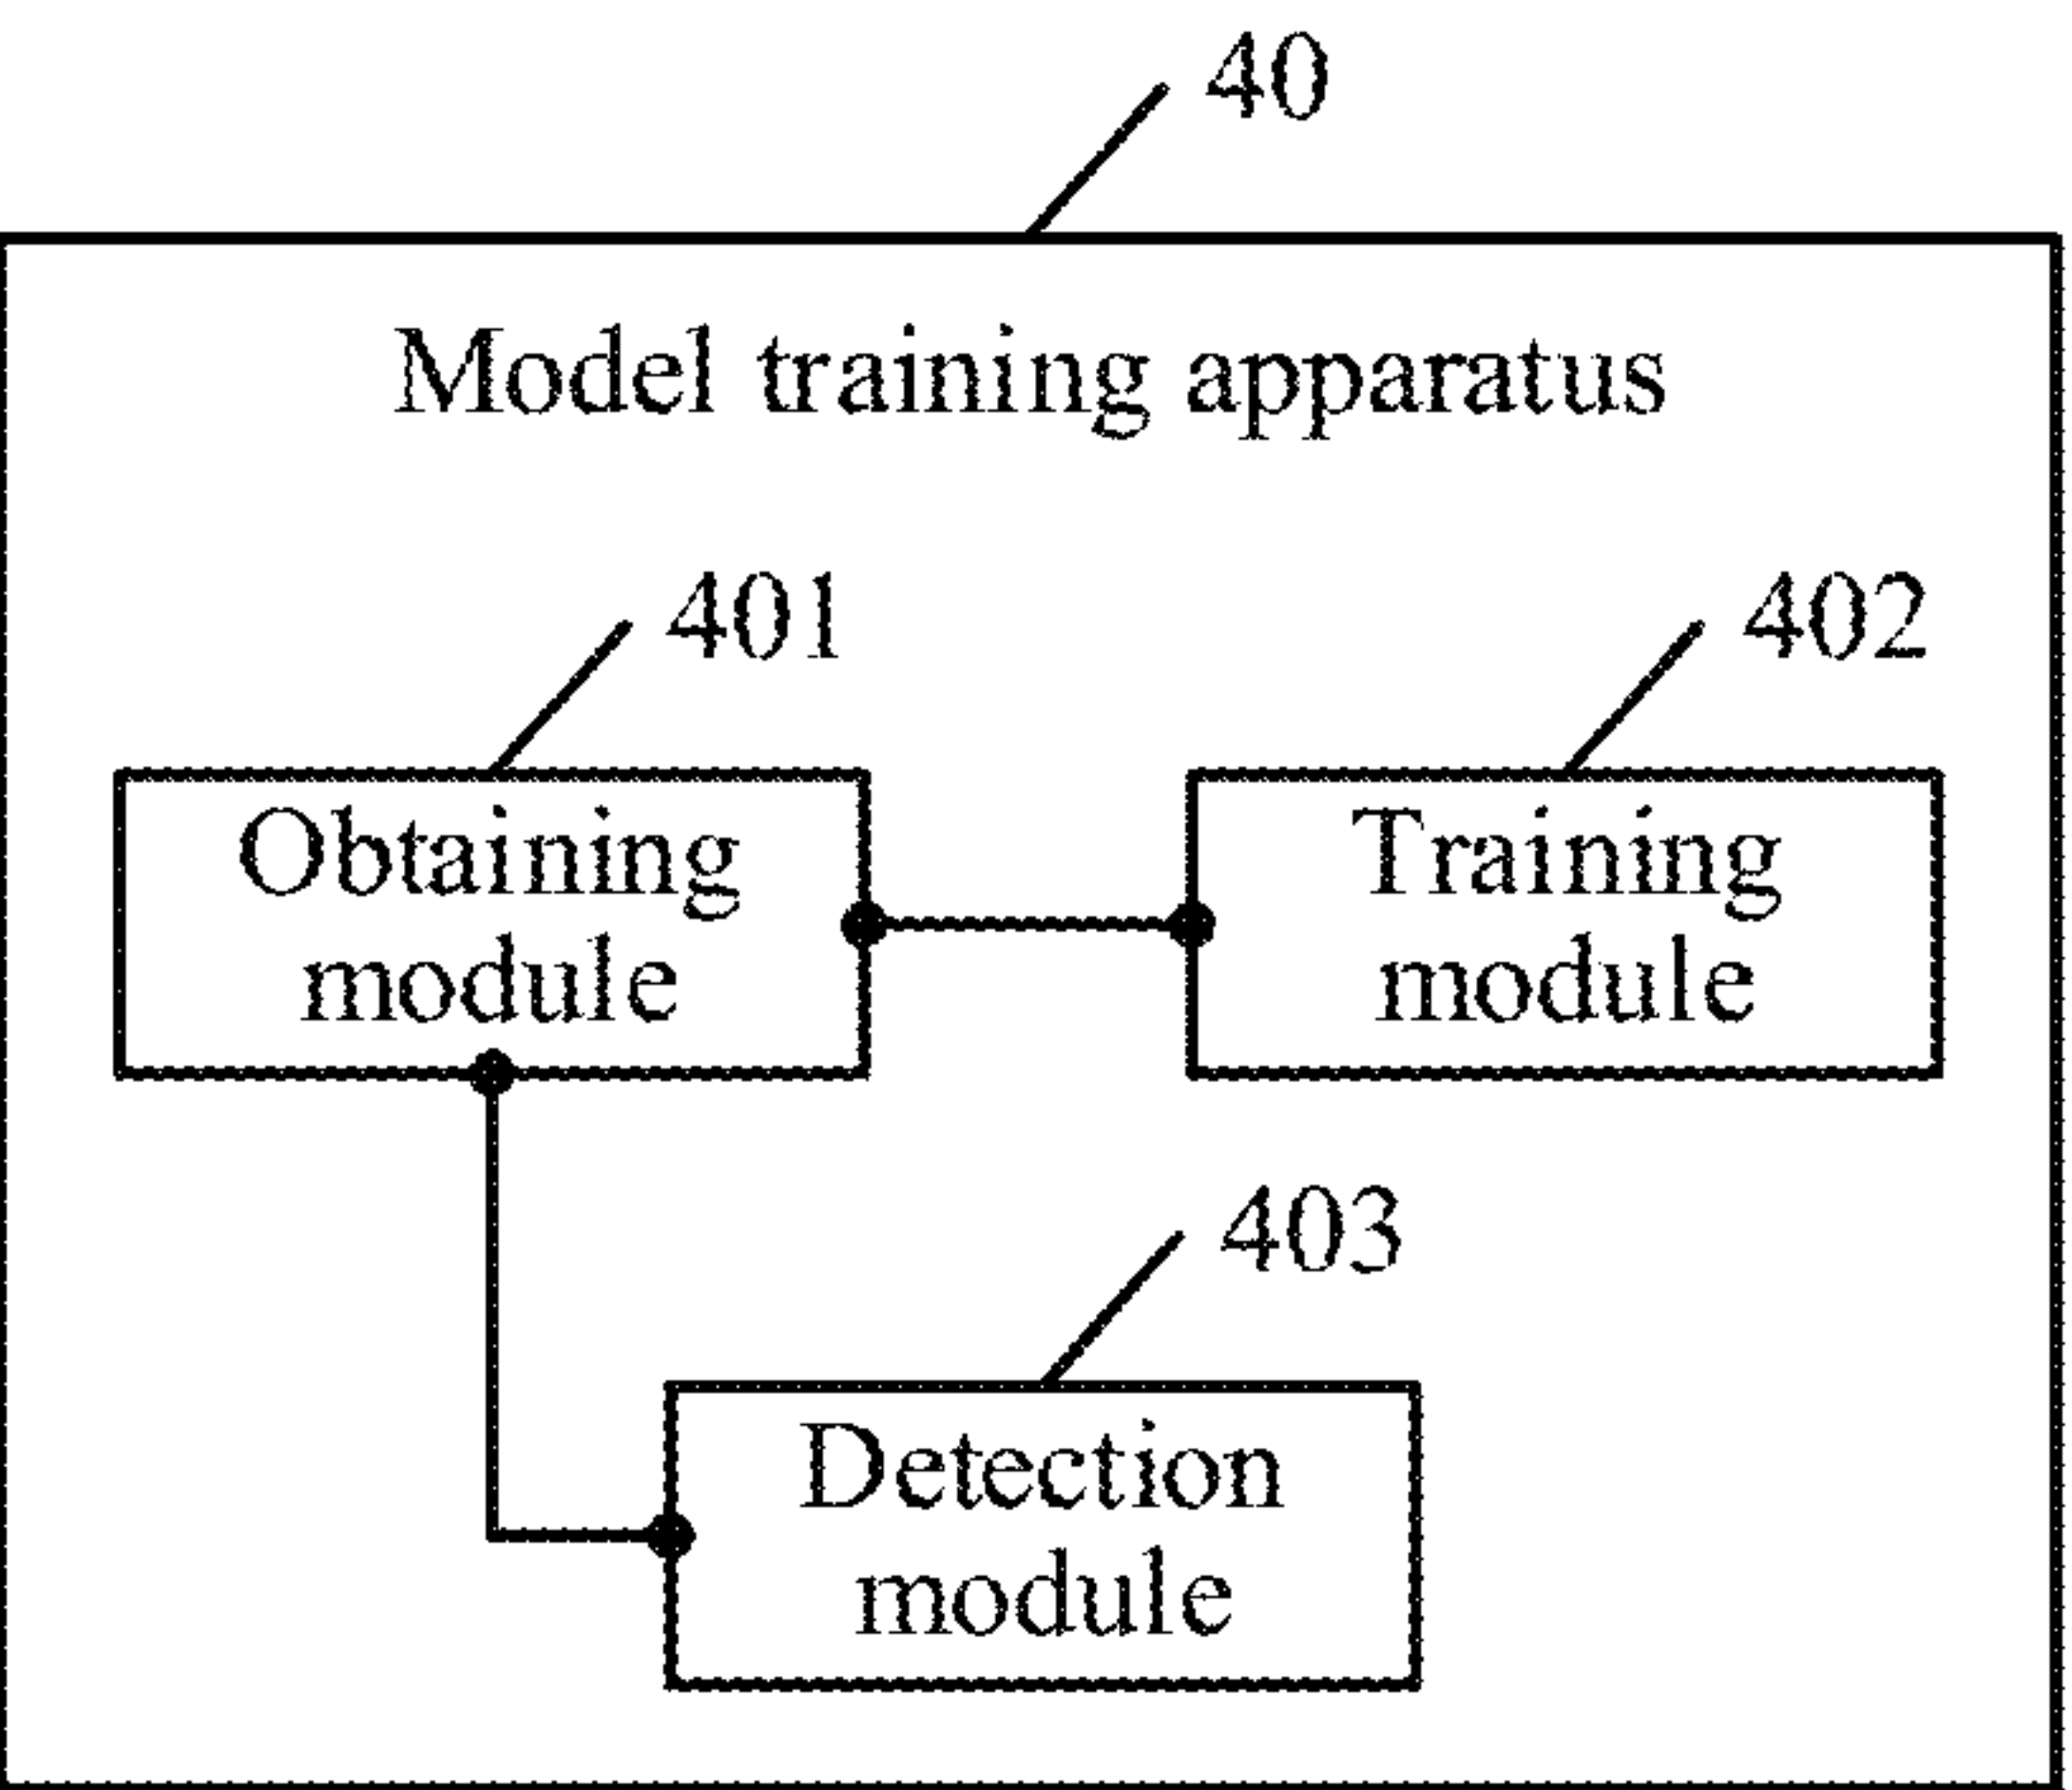 40
Model training apparatus
401
402
Obtaining
module
Training
module
403
Detection
module